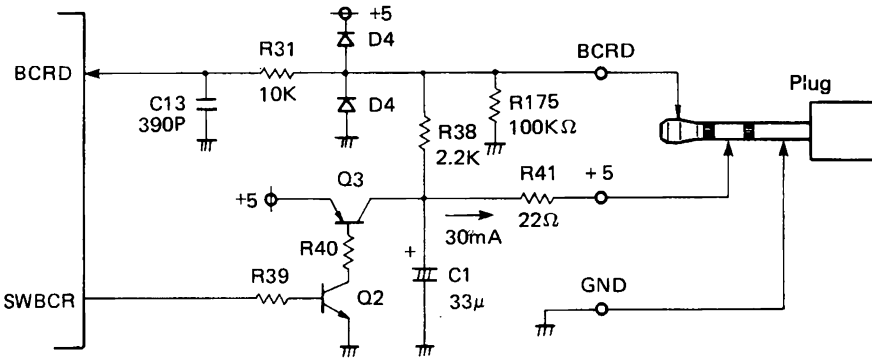 +5
D4
R31
BCRD
BCRD
Plug
10K
C13
390P
D4
R175
100KΩ
R38
2.2K
Q3
R41
+5
+5
22Ω
30mA
R40
+
C1
33μ
R39
Q2
GND
SWBCR